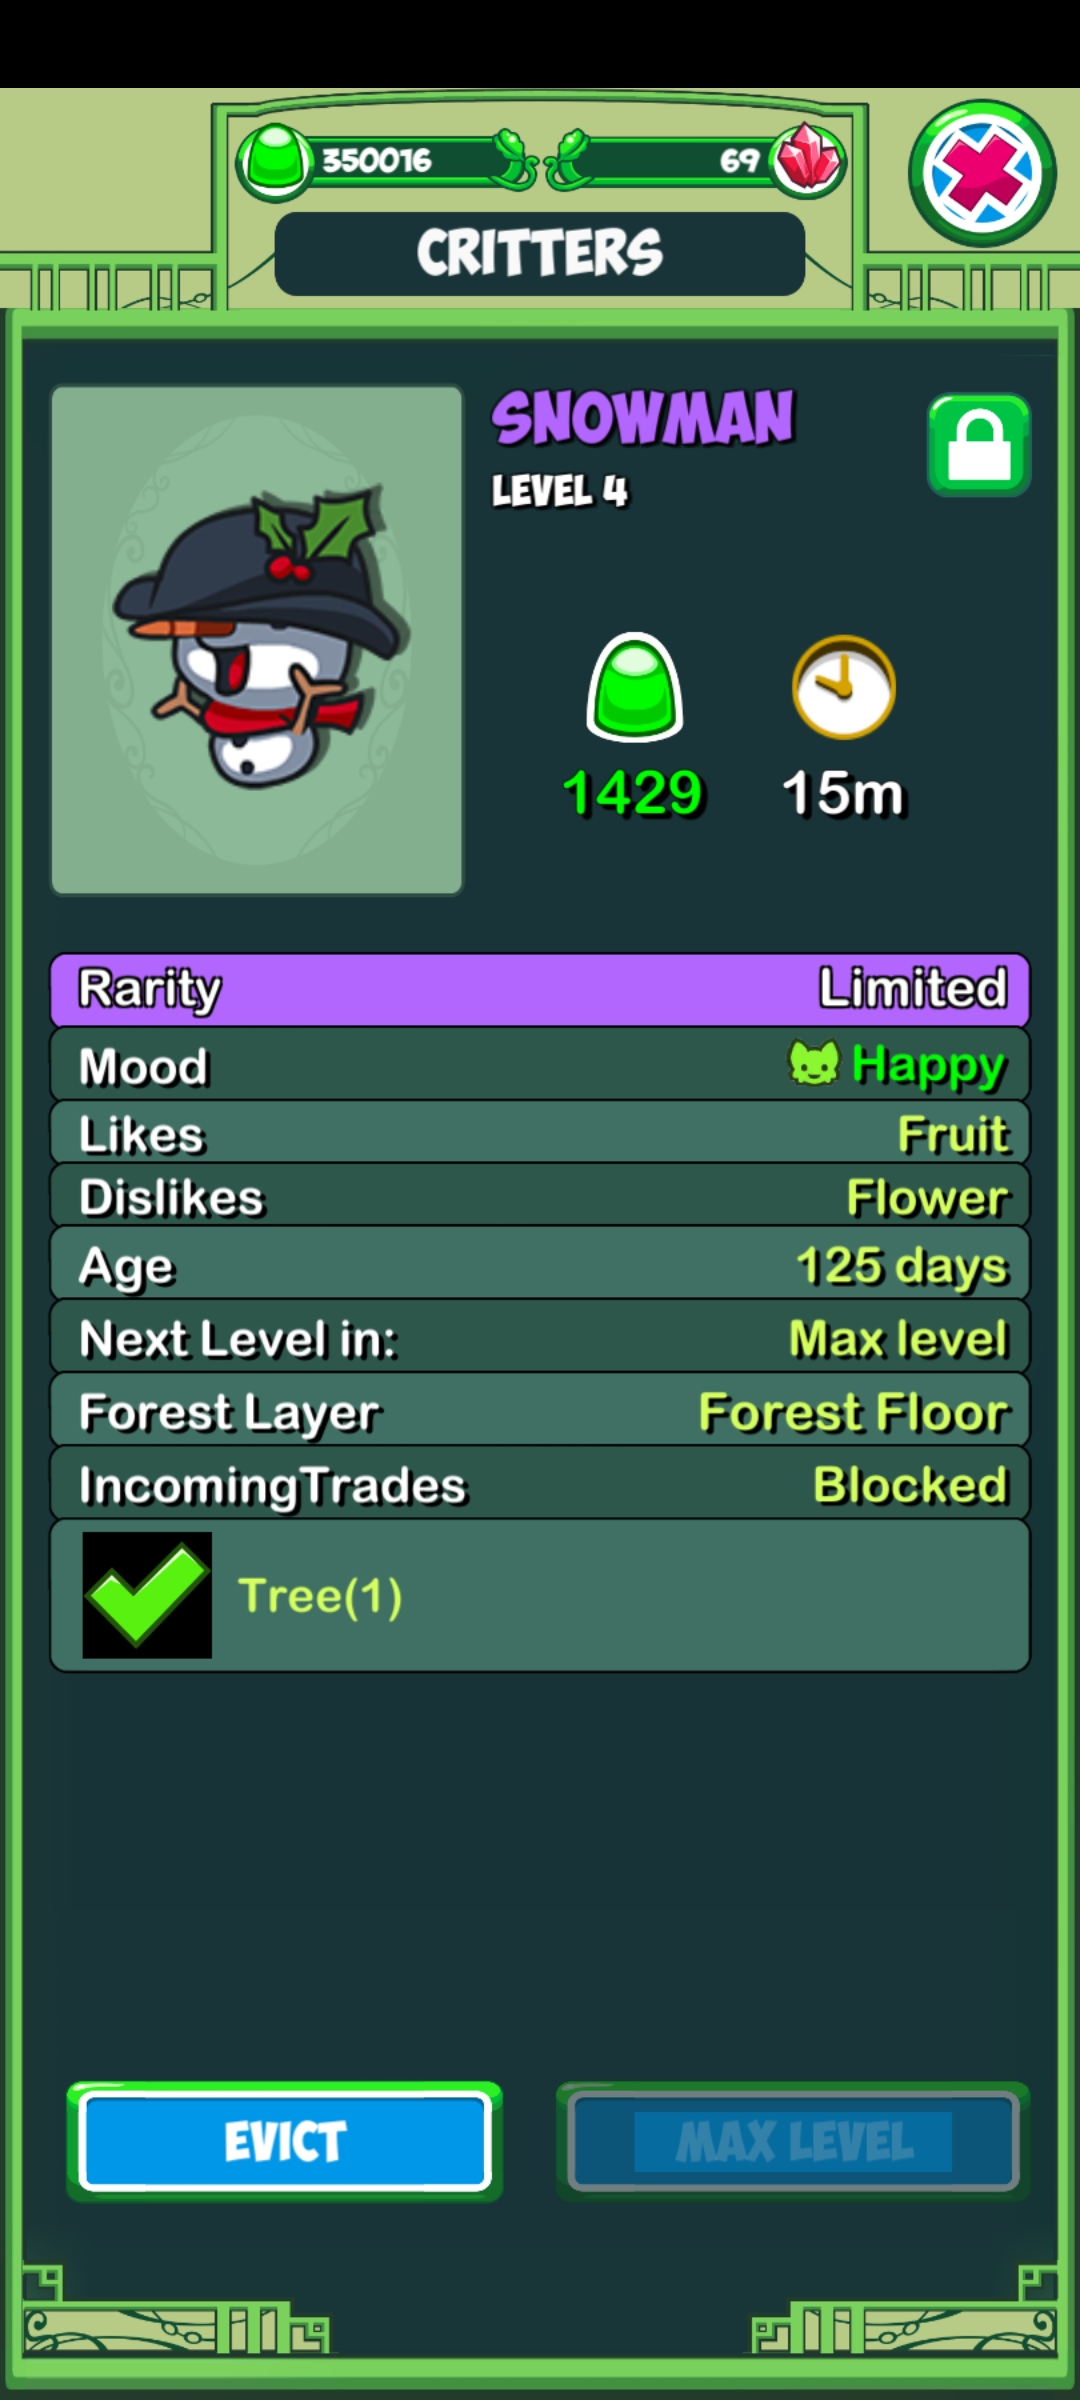 350016 69
CRITTERS
SNOWMAN
LEVEL 4
1429 15m
Rarity Limited
Mood Happy
Likes Fruit
Dislikes Flower
Age 125 days
Next Level in: Max level
Forest Layer Forest Floor
IncomingTrades Blocked
Tree(1)
EVICT MAX LEVEL